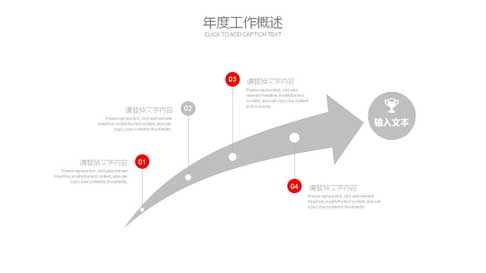 年度工作概述
CLICK TO ADD CAPTION TEXT
03
请替换文字内容
Please replace text, click add
relevant headline, modify the text
content, also can copy your content
to this directly.
02
请替换文字内容
Please replace text, click add relevant
headline, modify the text content, also can
copy your content to this directly.
输入文本
01
请替换文字内容
Please replace text, click add relevant
headline, modify the text content, also can
copy your content to this directly.
04
请替换文字内容
Please replace text, click add relevant
headline, modify the text content, also can
copy your content to this directly.